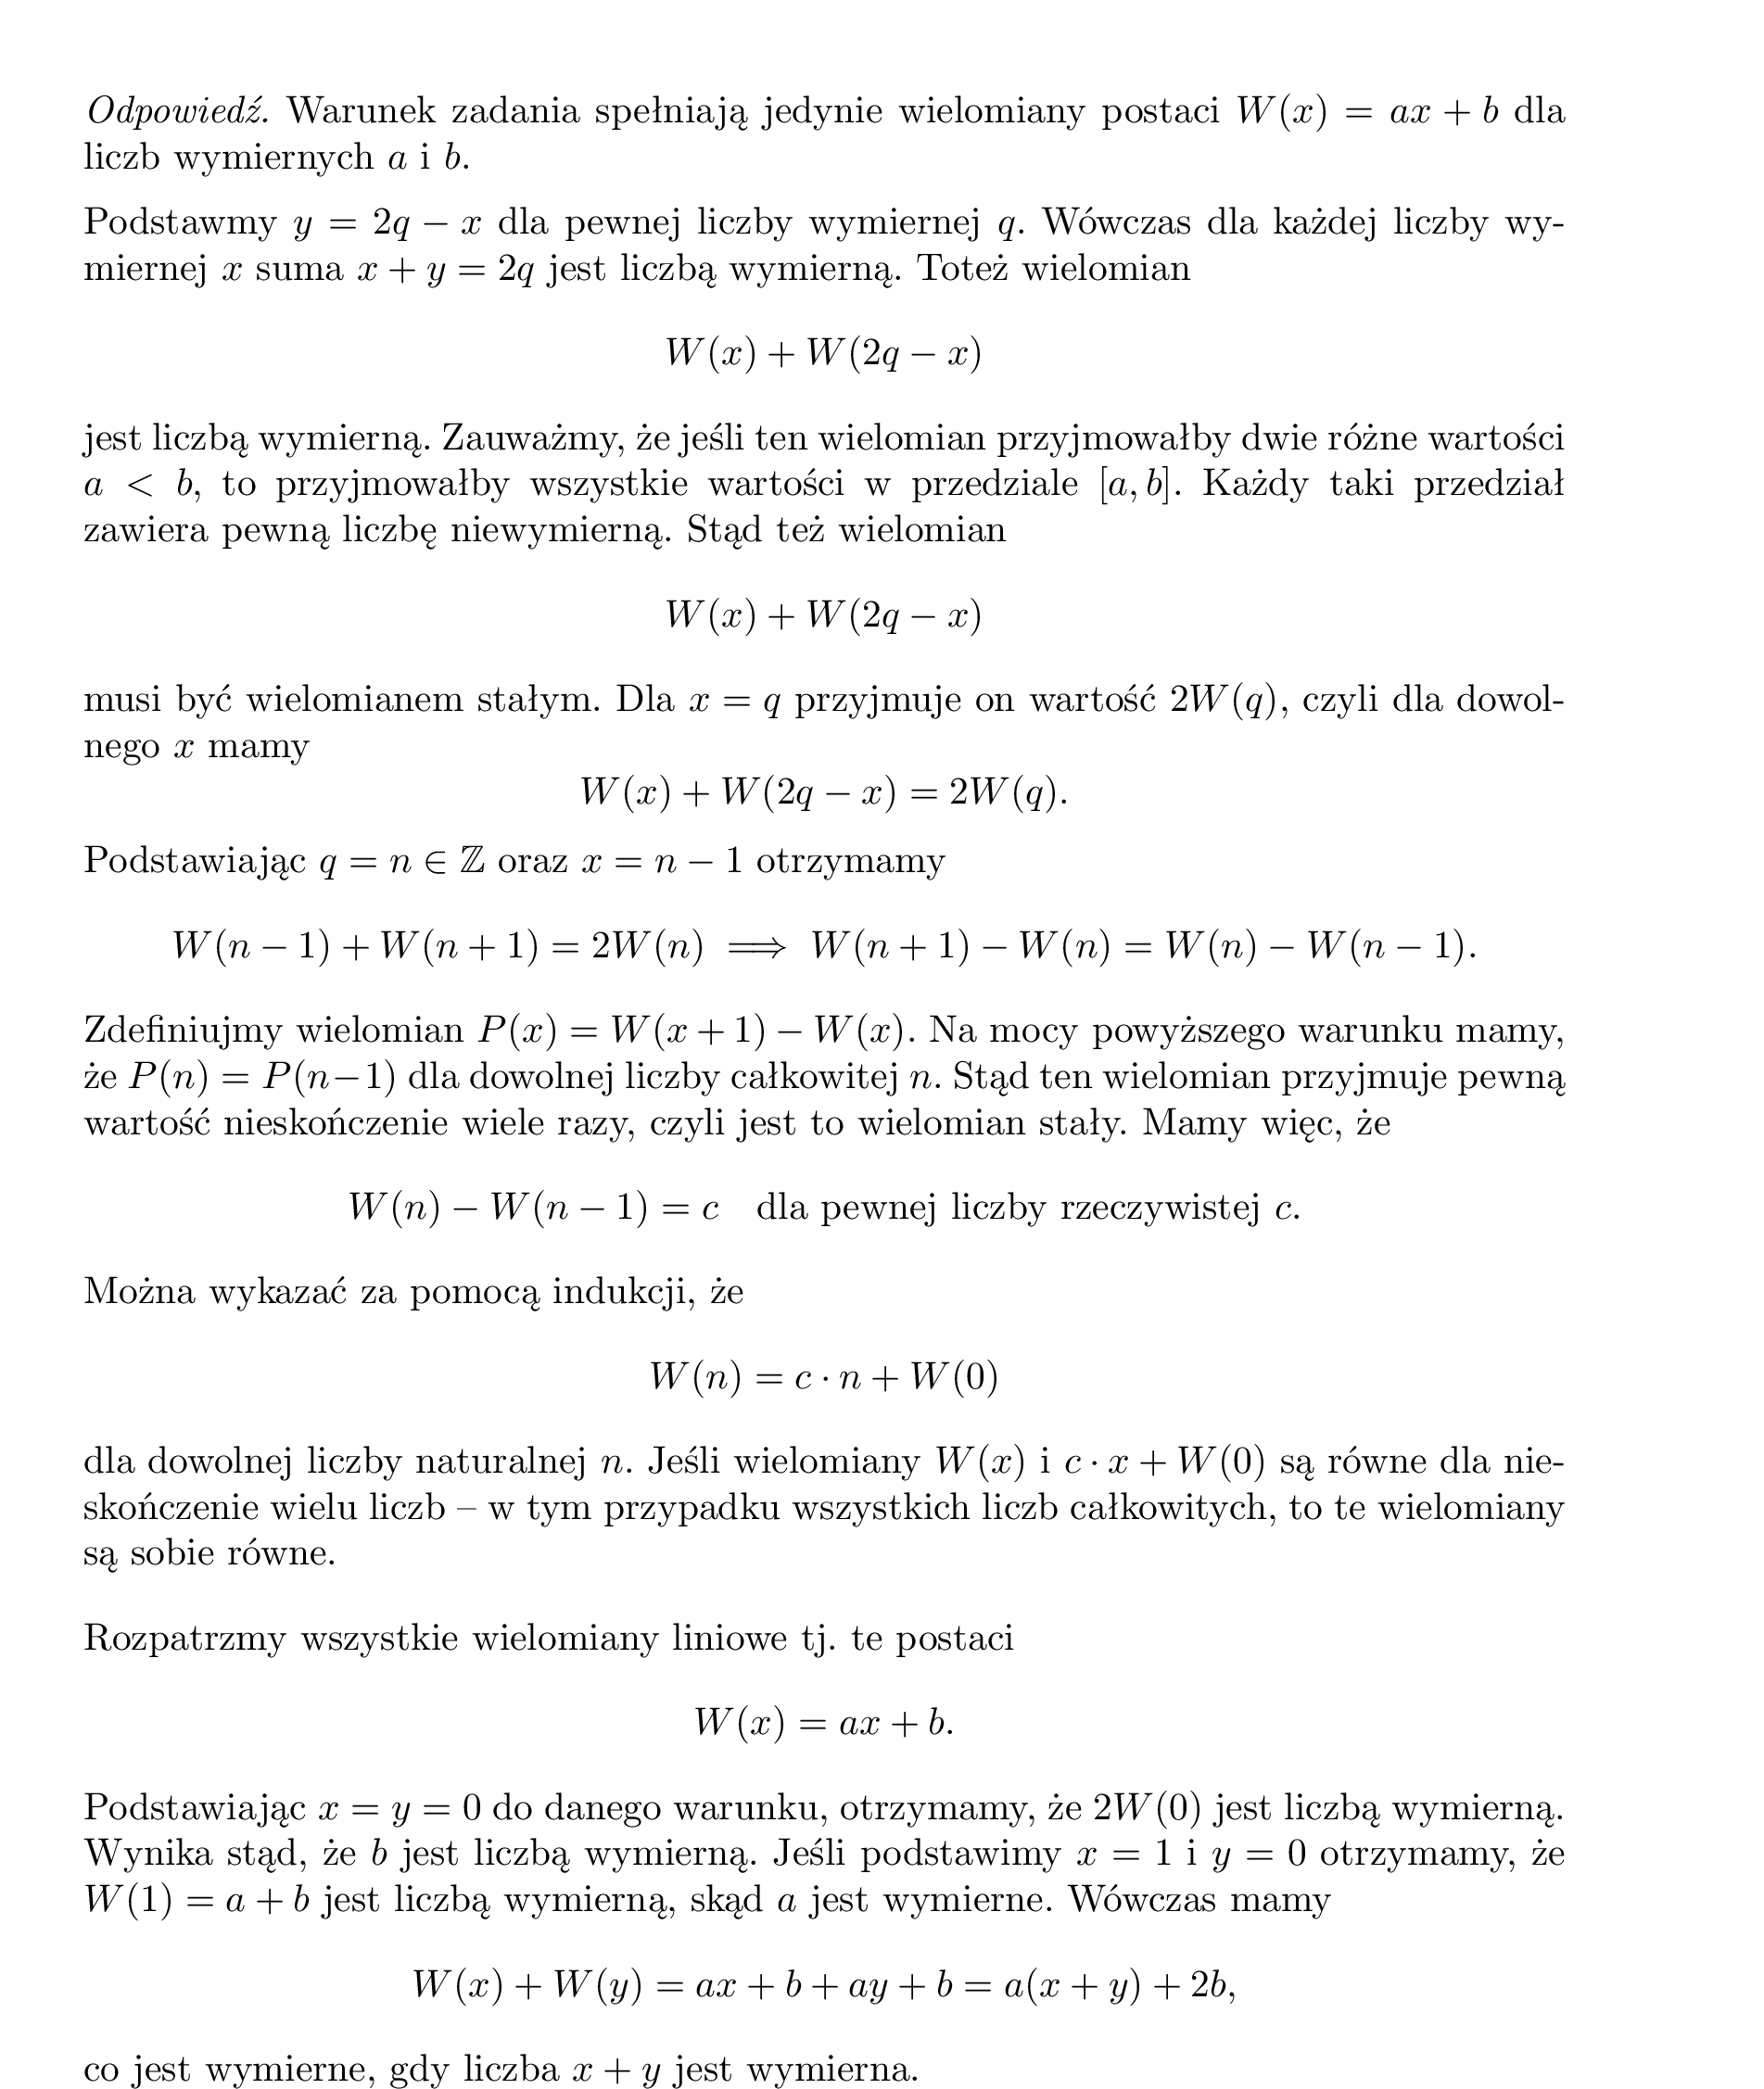 Odpowiedź. Warunek zadania spełniają jedynie wielomiany postaci W(x) = ax + b dla
liczb wymiernych a i b.
Podstawmy y = 2q − x dla pewnej liczby wymiernej q. Wówczas dla każdej liczby wy-
miernej x suma x + y = 2q jest liczbą wymierną. Toteż wielomian
W(x) + W(2q − x)
jest liczbą wymierną. Zauważmy, że jeśli ten wielomian przyjmowałby dwie różne wartości
a < b, to przyjmowałby wszystkie wartości w przedziale [a, b]. Każdy taki przedział
zawiera pewną liczbę niewymierną. Stąd też wielomian
W(x) + W(2q − x)
musi być wielomianem stałym. Dla x = q przyjmuje on wartość 2W(q), czyli dla dowol-
nego x mamy
W(x) + W(2q − x) = 2W(q).
Podstawiając q = n ∈ ℤ oraz x = n − 1 otrzymamy
W(n − 1) + W(n + 1) = 2W(n) ⟹ W(n + 1) − W(n) = W(n) − W(n − 1).
Zdefiniujmy wielomian P(x) = W(x + 1) − W(x). Na mocy powyższego warunku mamy,
że P(n) = P(n−1) dla dowolnej liczby całkowitej n. Stąd ten wielomian przyjmuje pewną
wartość nieskończenie wiele razy, czyli jest to wielomian stały. Mamy więc, że
W(n) − W(n − 1) = c dla pewnej liczby rzeczywistej c.
Można wykazać za pomocą indukcji, że
W(n) = c · n + W(0)
dla dowolnej liczby naturalnej n. Jeśli wielomiany W(x) i c · x + W(0) są równe dla nie-
skończenie wielu liczb – w tym przypadku wszystkich liczb całkowitych, to te wielomiany
są sobie równe.
Rozpatrzmy wszystkie wielomiany liniowe tj. te postaci
W(x) = ax + b.
Podstawiając x = y = 0 do danego warunku, otrzymamy, że 2W(0) jest liczbą wymierną.
Wynika stąd, że b jest liczbą wymierną. Jeśli podstawimy x = 1 i y = 0 otrzymamy, że
W(1) = a + b jest liczbą wymierną, skąd a jest wymierne. Wówczas mamy
W(x) + W(y) = ax + b + ay + b = a(x + y) + 2b,
co jest wymierne, gdy liczba x + y jest wymierna.